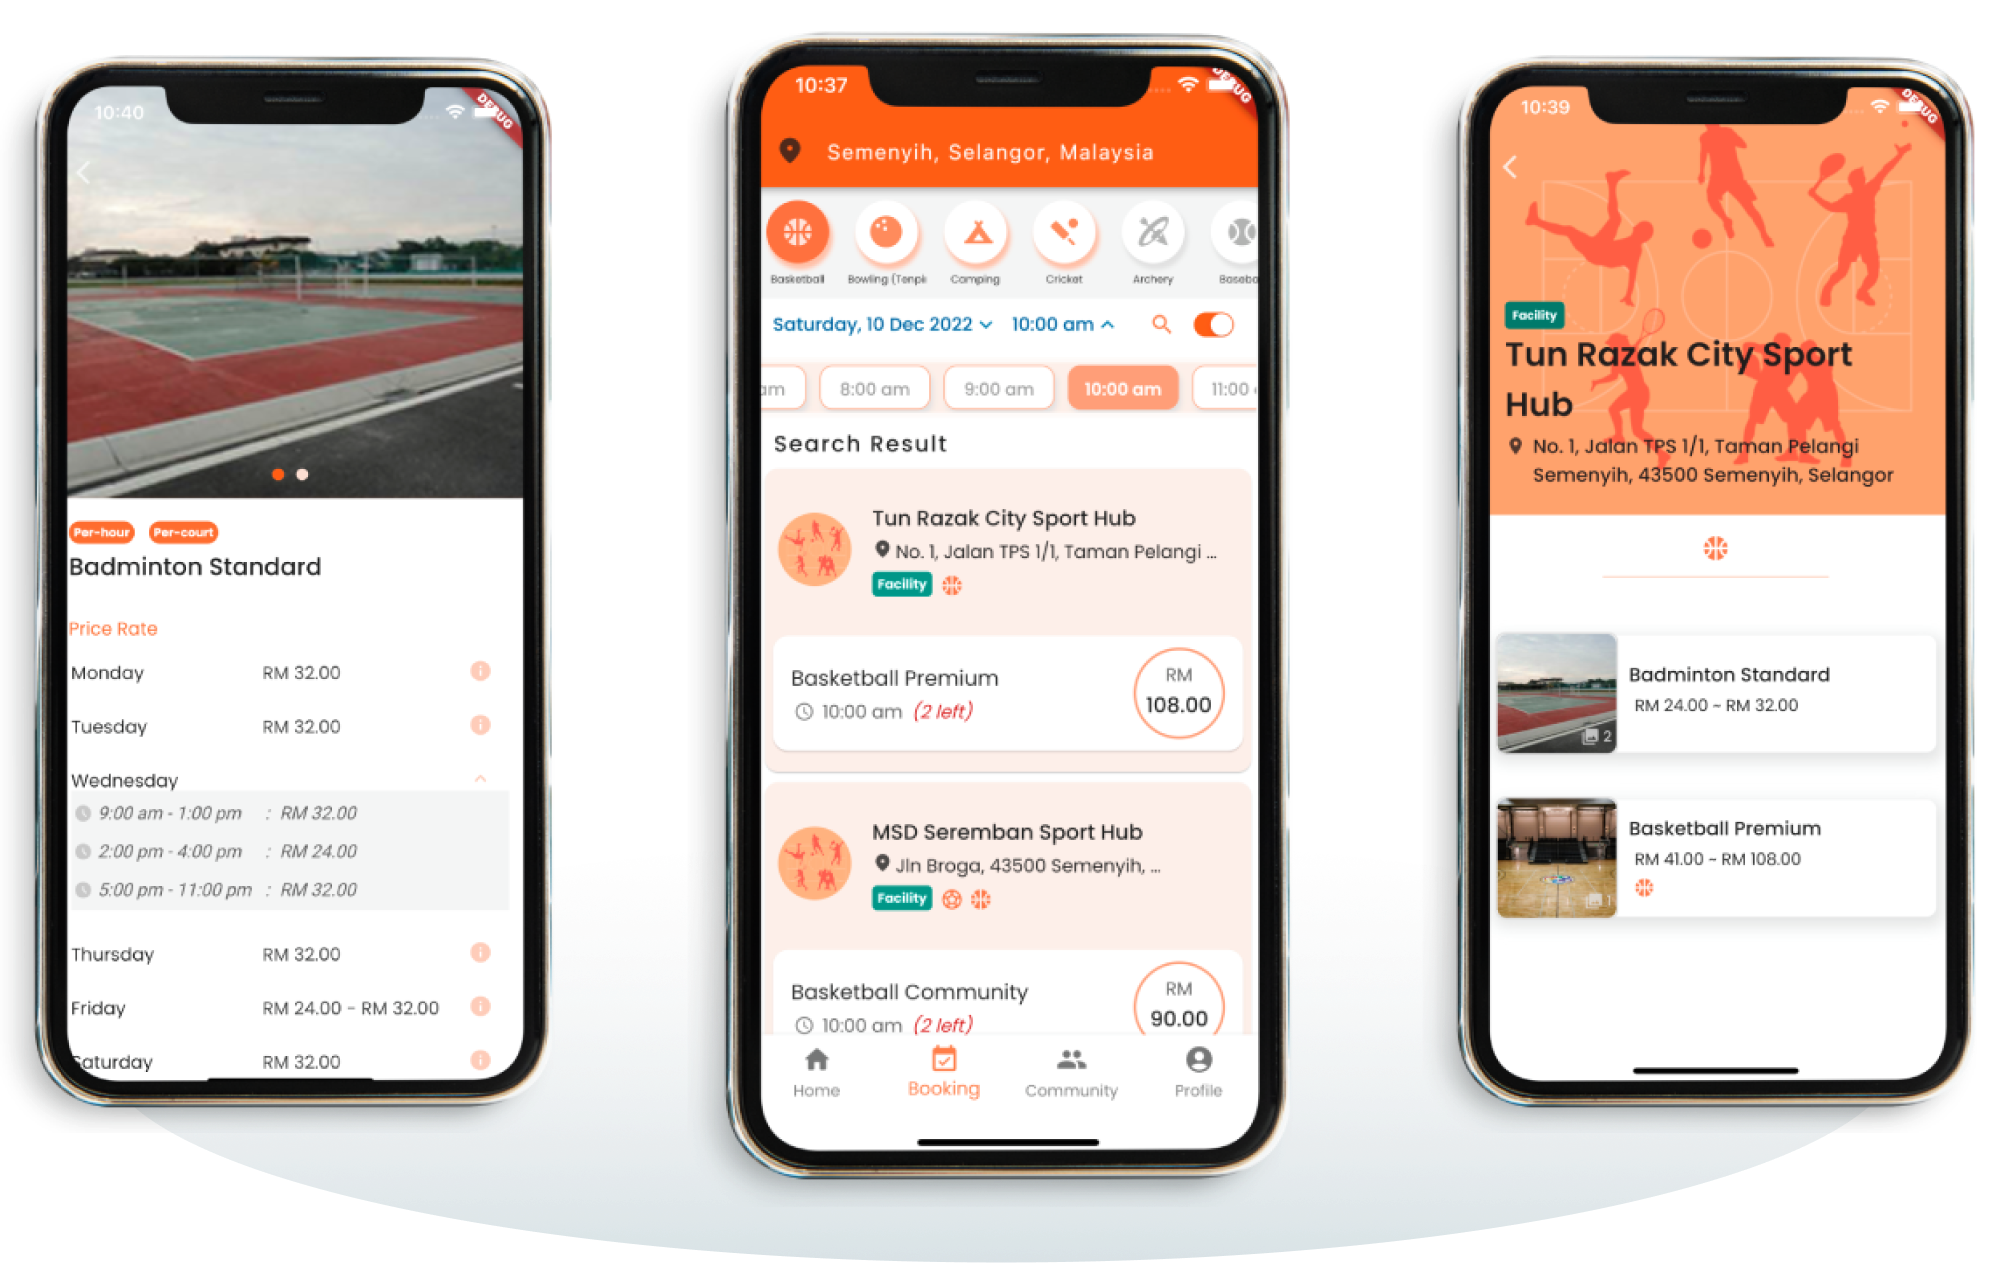 10:40
DEBUG
Per-hour Per-court
Badminton Standard
Price Rate
Monday RM 32.00
Tuesday RM 32.00
Wednesday
9:00 am - 1:00 pm : RM 32.00
2:00 pm - 4:00 pm : RM 24.00
5:00 pm - 11:00 pm : RM 32.00
Thursday RM 32.00
Friday RM 24.00 - RM 32.00
Saturday RM 32.00
10:37
DEBUG
Semenyih, Selangor, Malaysia
Basketball Bowling (Tenpi Camping Cricket Archery Baseba
Saturday, 10 Dec 2022 10:00 am
am 8:00 am 9:00 am 10:00 am 11:00
Search Result
Tun Razak City Sport Hub
No. 1, Jalan TPS 1/1, Taman Pelangi ...
Facility
Basketball Premium
10:00 am (2 left)
RM
108.00
MSD Seremban Sport Hub
Jln Broga, 43500 Semenyih, ...
Facility
Basketball Community
10:00 am (2 left)
RM
90.00
Home Booking Community Profile
10:39
DEBUG
Facility
Tun Razak City Sport
Hub
No. 1, Jalan TPS 1/1, Taman Pelangi
Semenyih, 43500 Semenyih, Selangor
Badminton Standard
RM 24.00 ~ RM 32.00
2
Basketball Premium
RM 41.00 ~ RM 108.00
1